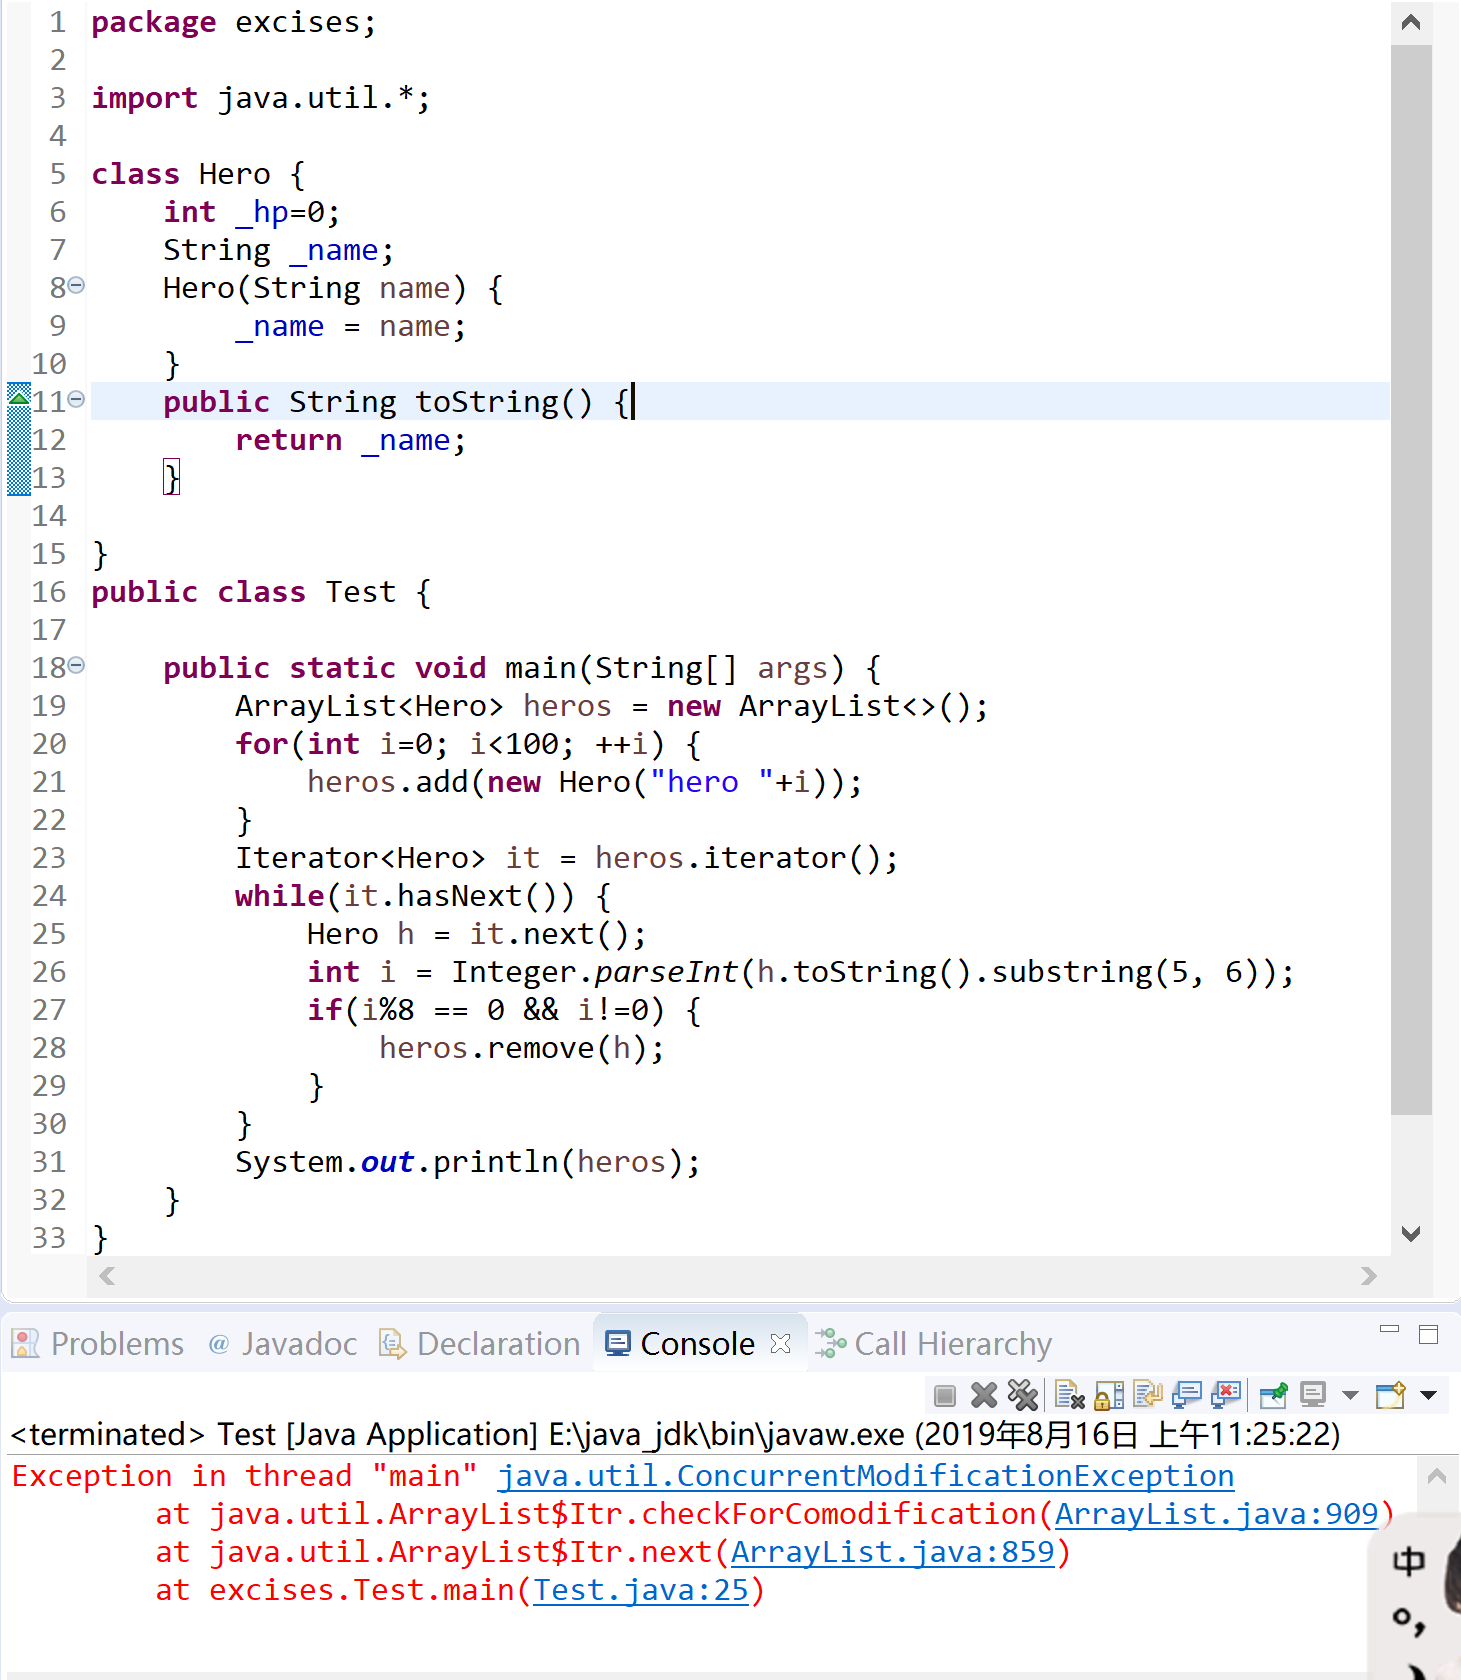 1 package excises;
2
3 import java.util.*;
4
5 class Hero {
6     int _hp=0;
7     String _name;
8     Hero(String name) {
9         _name = name;
10     }
11     public String toString() {
12         return _name;
13     }
14
15 }
16 public class Test {
17
18     public static void main(String[] args) {
19         ArrayList<Hero> heros = new ArrayList<>();
20         for(int i=0; i<100; ++i) {
21             heros.add(new Hero("hero "+i));
22         }
23         Iterator<Hero> it = heros.iterator();
24         while(it.hasNext()) {
25             Hero h = it.next();
26             int i = Integer.parseInt(h.toString().substring(5, 6));
27             if(i%8 == 0 && i!=0) {
28                 heros.remove(h);
29             }
30         }
31         System.out.println(heros);
32     }
33 }
Problems @ Javadoc Declaration Console Call Hierarchy
<terminated> Test [Java Application] E:\java_jdk\bin\javaw.exe (2019年8月16日 上午11:25:22)
Exception in thread "main" java.util.ConcurrentModificationException
        at java.util.ArrayList$Itr.checkForComodification(ArrayList.java:909)
        at java.util.ArrayList$Itr.next(ArrayList.java:859)
        at excises.Test.main(Test.java:25)
中
°,